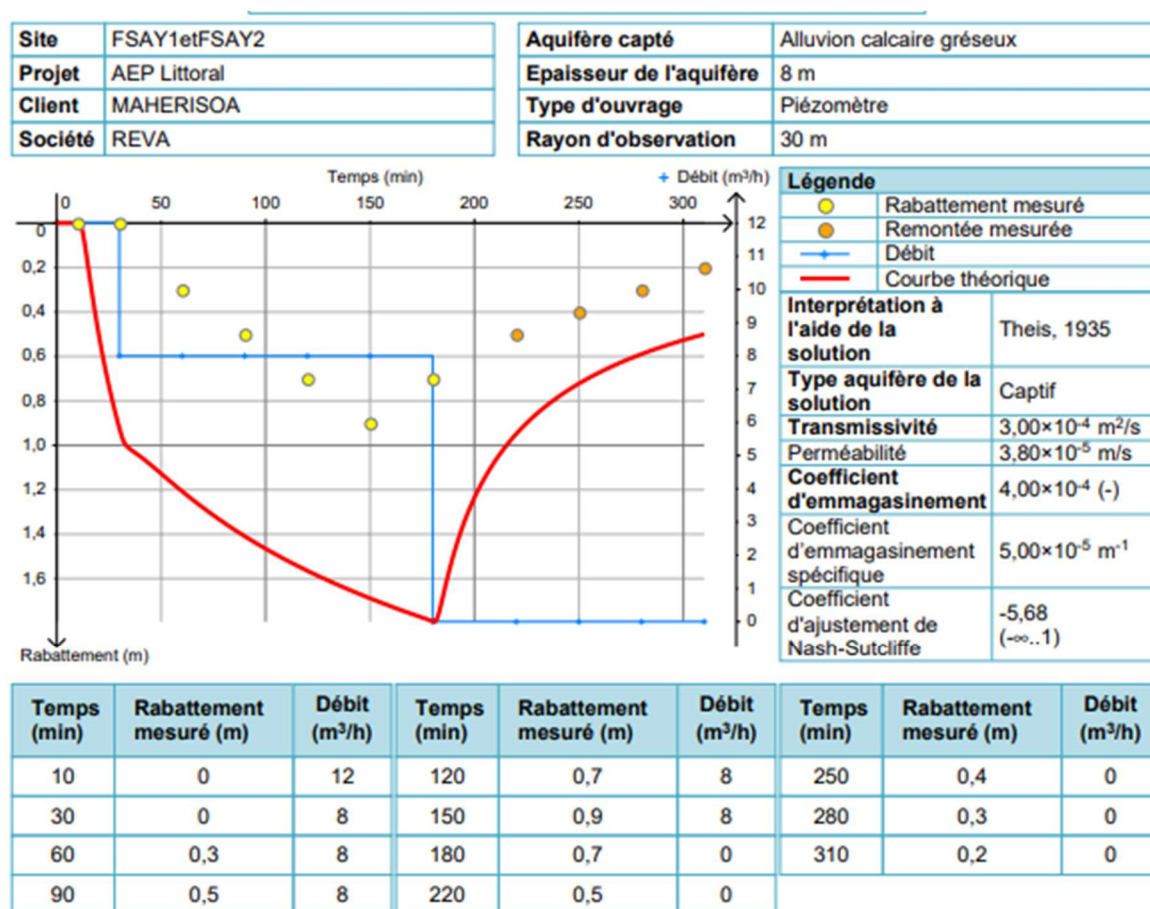 Site FSAY1etFSAY2
Projet AEP Littoral
Client MAHERISOA
Société REVA
Aquifère capté Alluvion calcaire gréseux
Epaisseur de l'aquifère 8 m
Type d'ouvrage Piézomètre
Rayon d'observation 30 m
Temps (min)
Débit (m³/h)
0 50 100 150 200 250 300
0
0,2
0,4
0,6
0,8
1.0
1,2
1,4
1,6
Rabattement (m)
12
11
10
9
8
7
6
5
4
3
2
1
0
Légende
Rabattement mesuré
Remontée mesurée
Débit
Courbe théorique
Interprétation à
l'aide de la
solution
Theis, 1935
Type aquifère de la
solution
Captif
Transmissivité 3,00×10⁻⁴ m²/s
Perméabilité 3,80×10⁻⁵ m/s
Coefficient
d'emmagasinement
4,00×10⁻⁴ (-)
Coefficient
d'emmagasinement
spécifique
5,00×10⁻⁵ m⁻¹
Coefficient
d'ajustement de
Nash-Sutcliffe
-5,68
(-∞..1)
Temps (min) Rabattement mesuré (m) Débit (m³/h) Temps (min) Rabattement mesuré (m) Débit (m³/h) Temps (min) Rabattement mesuré (m) Débit (m³/h)
10 0 12 120 0,7 8 250 0,4 0
30 0 8 150 0,9 8 280 0,3 0
60 0,3 8 180 0,7 0 310 0,2 0
90 0,5 8 220 0,5 0